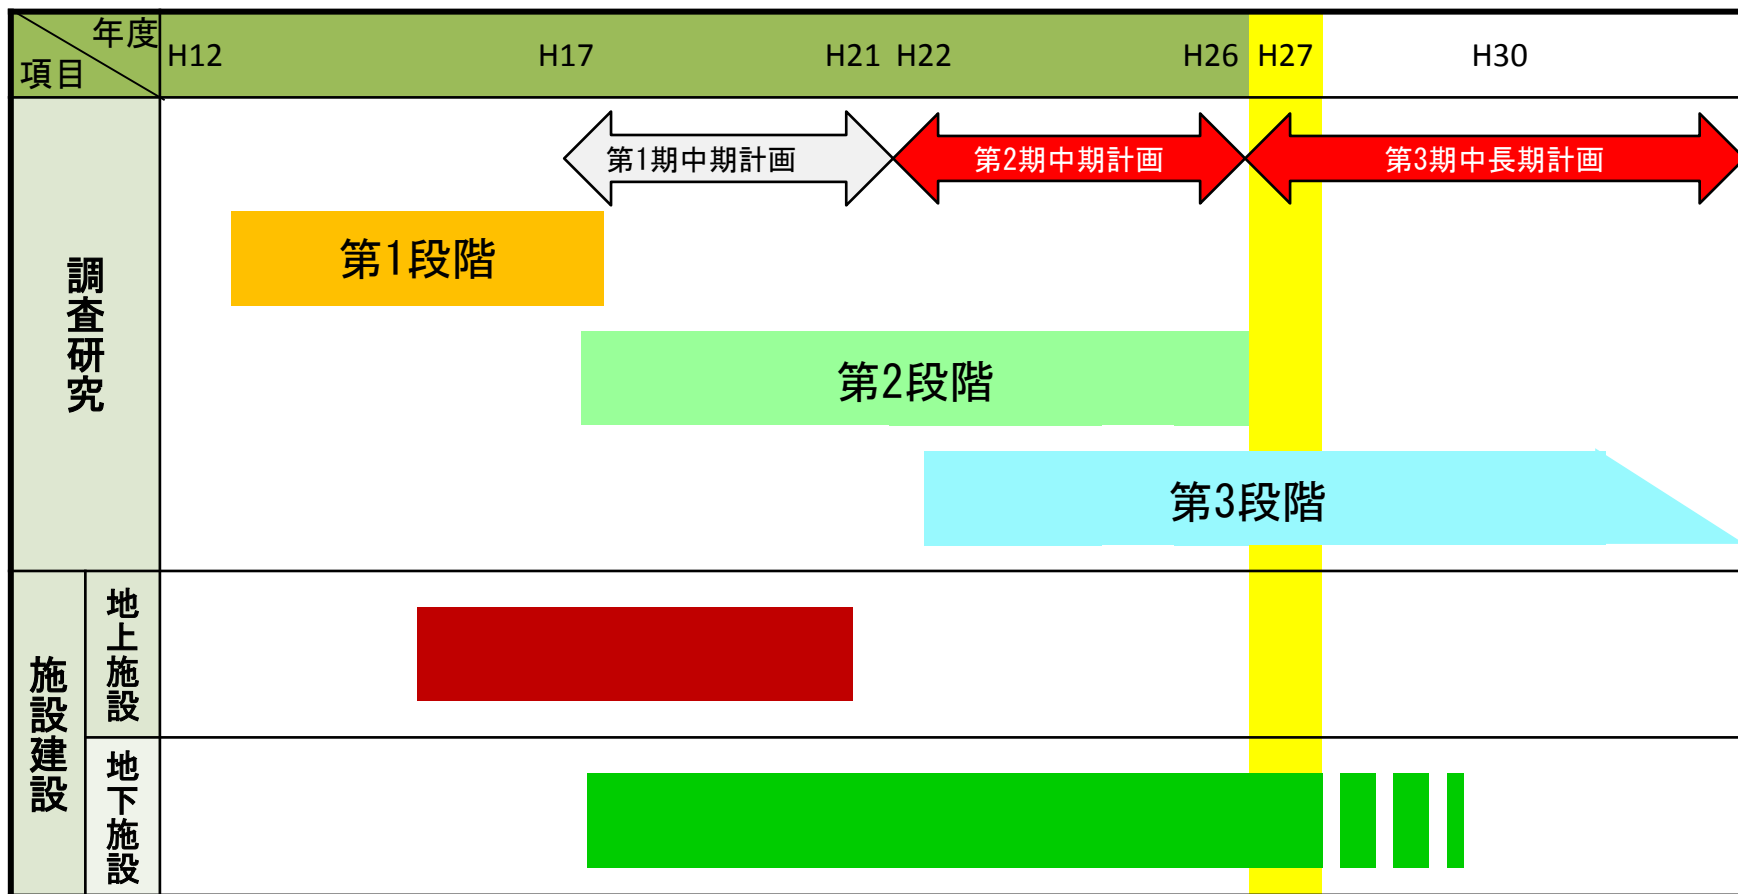 年度
項目
H12 H17 H21 H22 H26 H27 H30
第1期中期計画 第2期中期計画 第3期中長期計画
調査研究
第1段階
第2段階
第3段階
施設建設
地上施設
地下施設